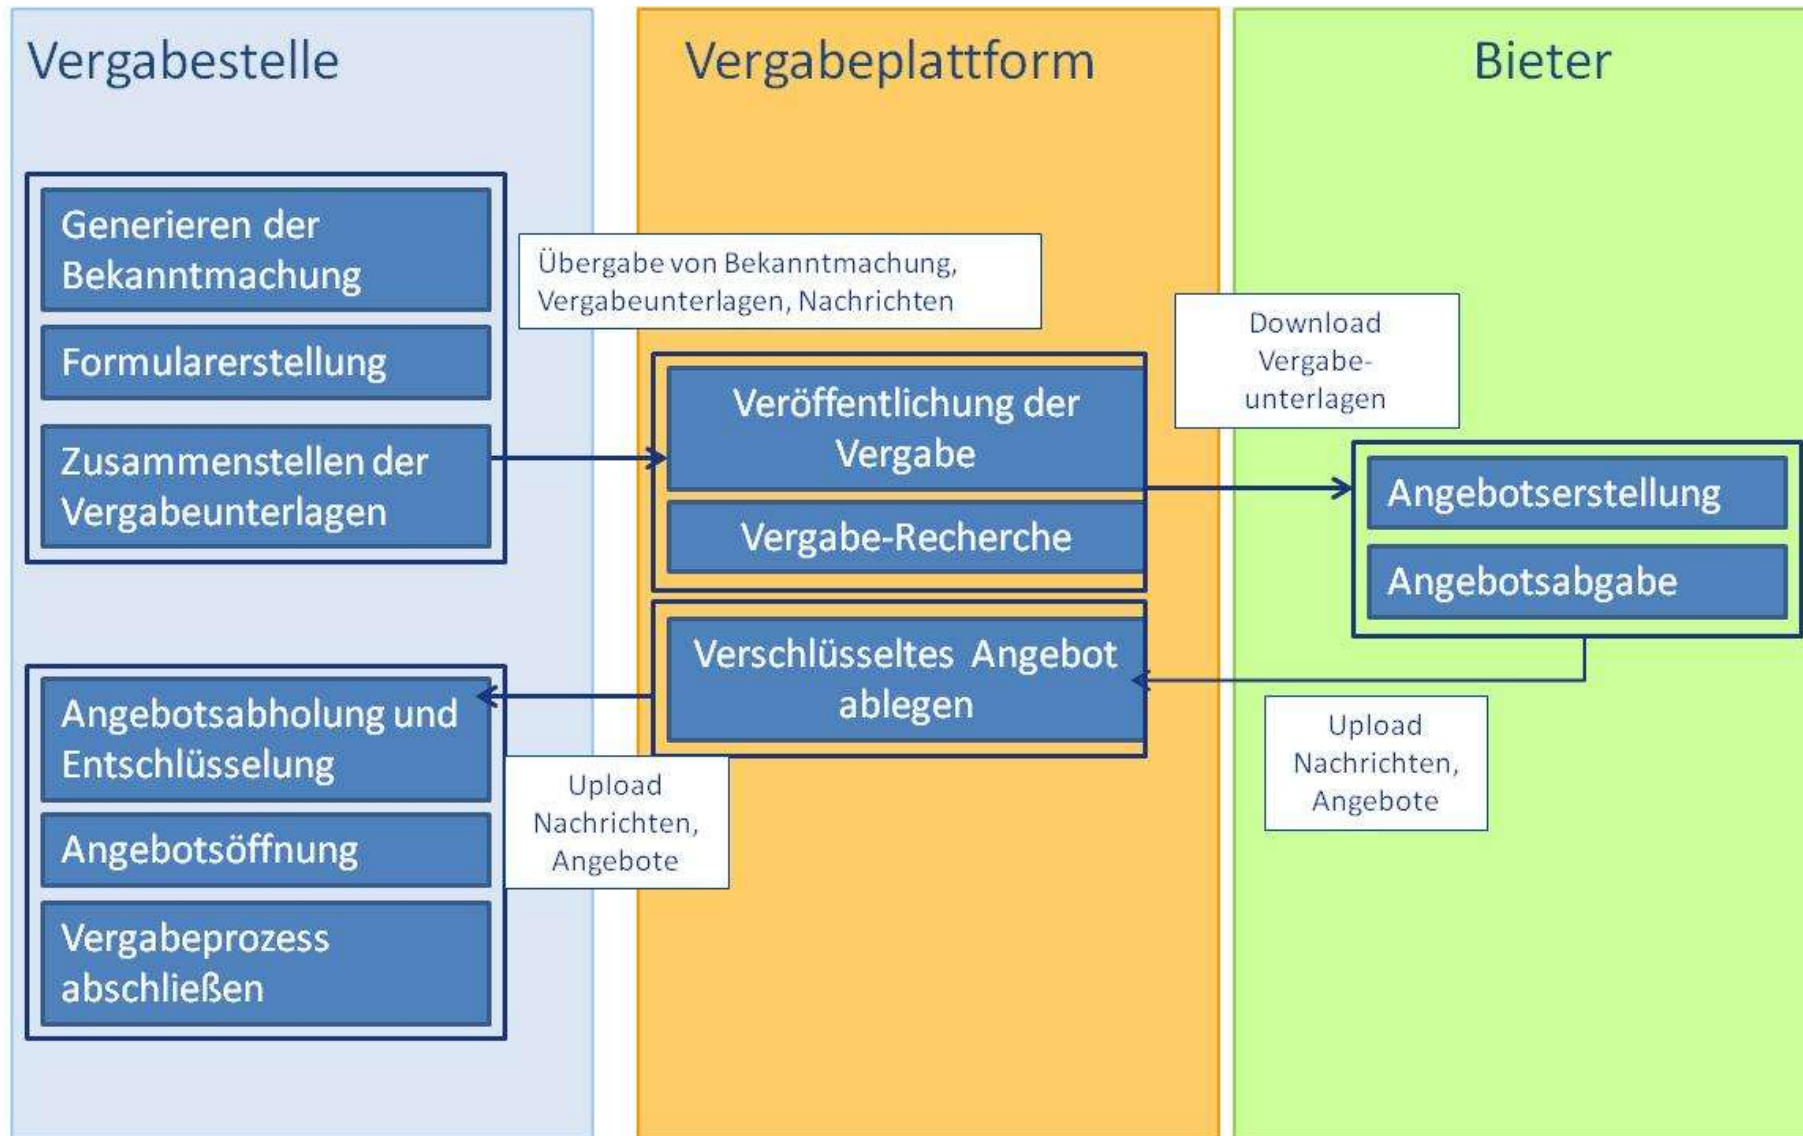 Vergabestelle
Vergabeplattform
Bieter
Generieren der
Bekanntmachung
Formularerstellung
Zusammenstellen der
Vergabeunterlagen
Übergabe von Bekanntmachung,
Vergabeunterlagen, Nachrichten
Veröffentlichung der
Vergabe
Vergabe-Recherche
Download
Vergabe-
unterlagen
Angebotserstellung
Angebotsabgabe
Upload
Nachrichten,
Angebote
Verschlüsseltes Angebot
ablegen
Upload
Nachrichten,
Angebote
Angebotsabholung und
Entschlüsselung
Angebotsöffnung
Vergabeprozess
abschließen